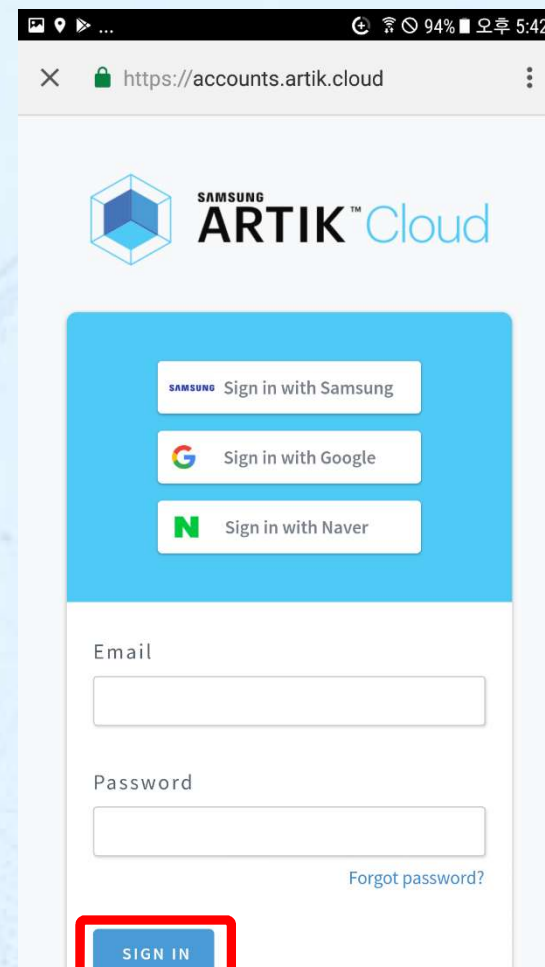 ... 94% 오후 5:42
https://accounts.artik.cloud
SAMSUNG
ARTIK™ Cloud
SAMSUNG Sign in with Samsung
G Sign in with Google
N Sign in with Naver
Email
Password
Forgot password?
SIGN IN